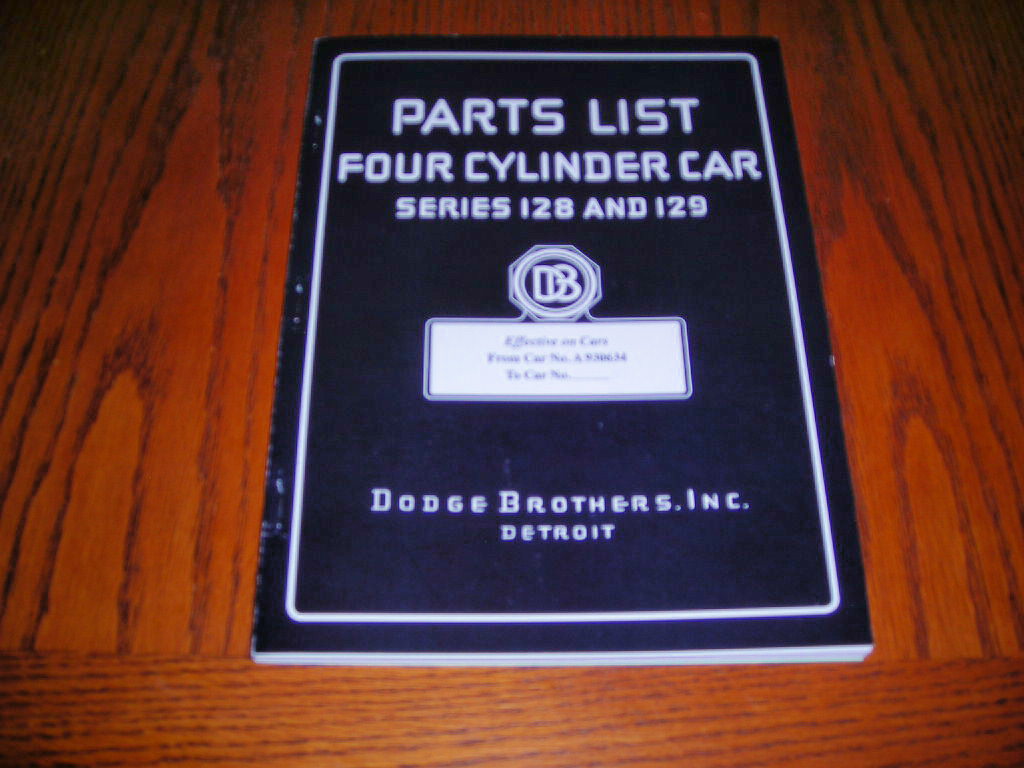 PARTS LIST
FOUR CYLINDER CAR
SERIES 128 AND 129
DB
Effective on Cars
From Car No. A 930634
To Car No.............
DODGE BROTHERS, INC.
DETROIT